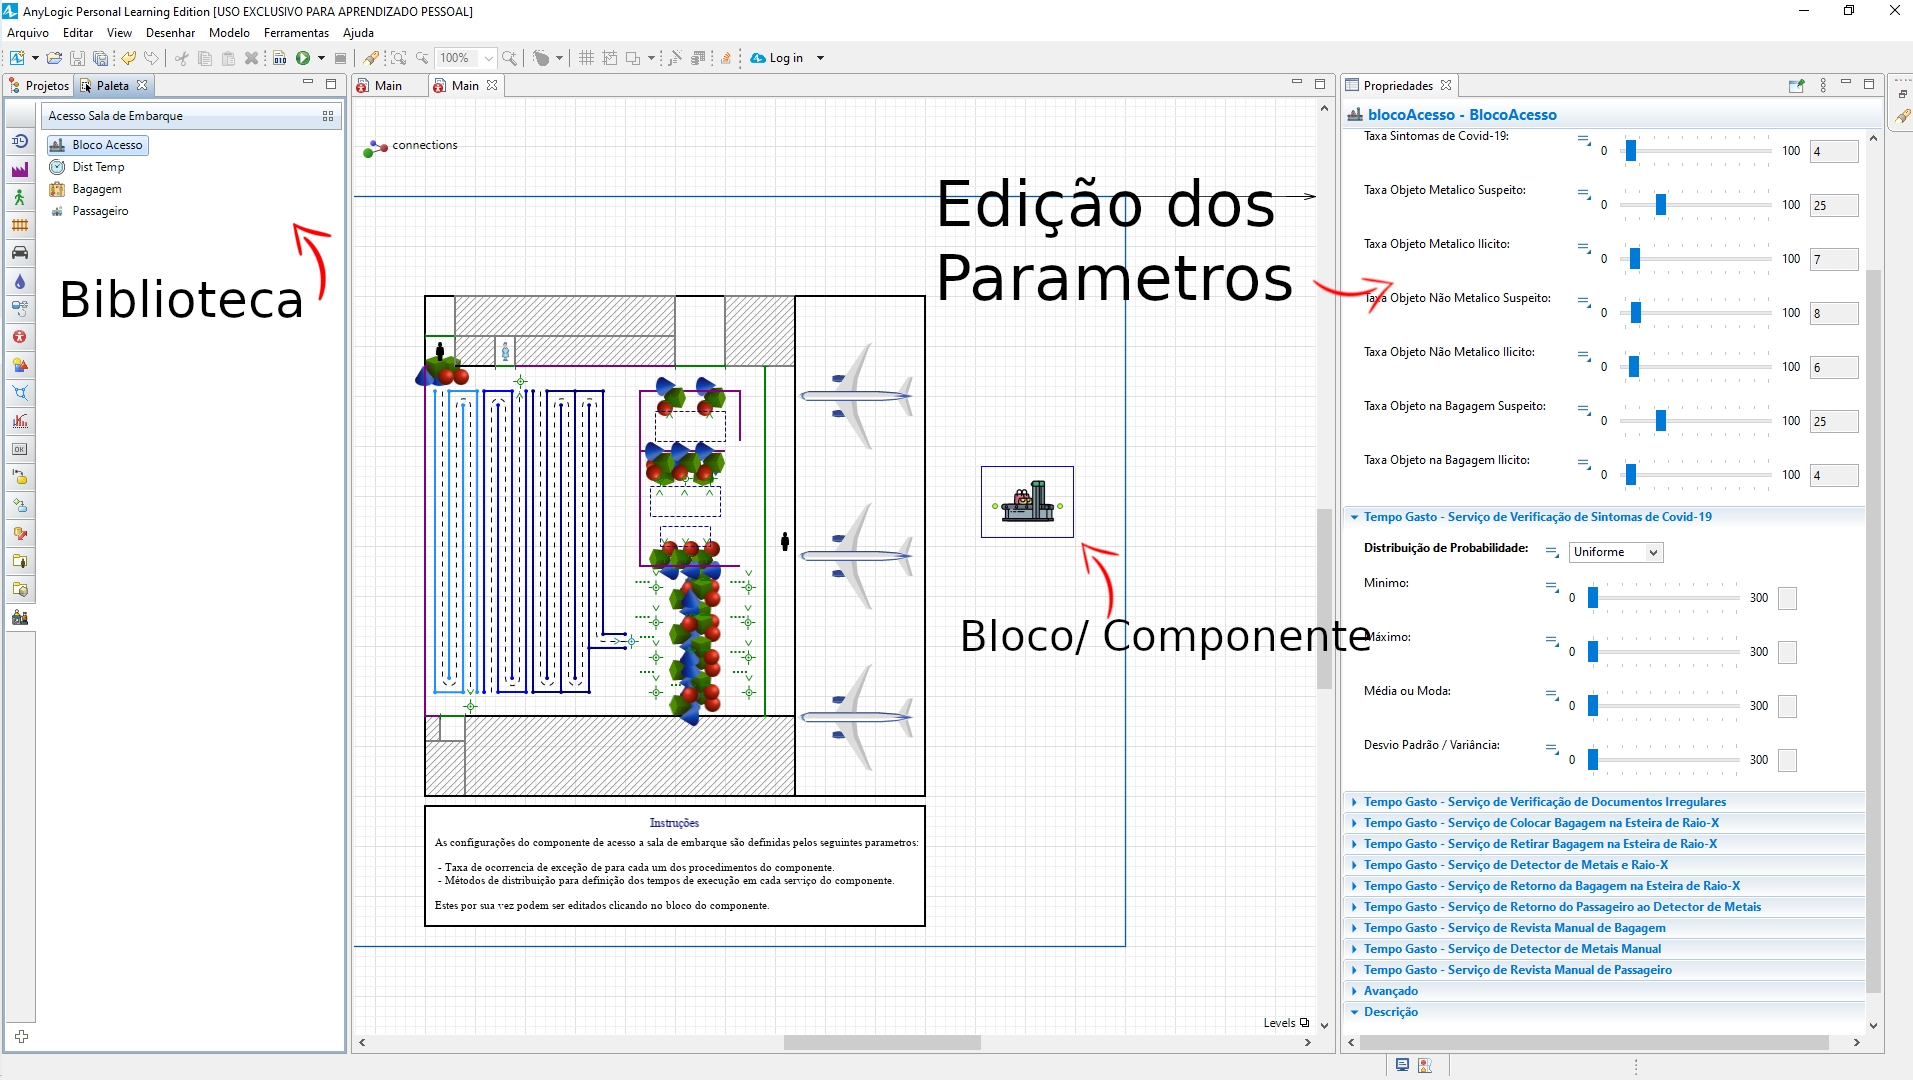 AnyLogic Personal Learning Edition [USO EXCLUSIVO PARA APRENDIZADO PESSOAL]
Arquivo Editar View Desenhar Modelo Ferramentas Ajuda
100% Log in
Projetos Paleta
Main Main
Propriedades
Acesso Sala de Embarque
Bloco Acesso
Dist Temp
Bagagem
Passageiro
Biblioteca
connections
Edição dos
Parametros
Bloco/ Componente
Instruções
As configurações do componente de acesso a sala de embarque são definidas pelos seguintes parametros:
- Taxa de ocorrencia de exceção de para cada um dos procedimentos do componente.
- Métodos de distribuição para definição dos tempos de execução em cada serviço do componente.
Estes por sua vez podem ser editados clicando no bloco do componente.
Levels
blocoAcesso - BlocoAcesso
Taxa Sintomas de Covid-19: 0 100 4
Taxa Objeto Metalico Suspeito: 0 100 25
Taxa Objeto Metalico Ilicito: 0 100 7
Taxa Objeto Não Metalico Suspeito: 0 100 8
Taxa Objeto Não Metalico Ilicito: 0 100 6
Taxa Objeto na Bagagem Suspeito: 0 100 25
Taxa Objeto na Bagagem Ilicito: 0 100 4
Tempo Gasto - Serviço de Verificação de Sintomas de Covid-19
Distribuição de Probabilidade: Uniforme
Minimo: 0 300
Máximo: 0 300
Média ou Moda: 0 300
Desvio Padrão / Variância: 0 300
Tempo Gasto - Serviço de Verificação de Documentos Irregulares
Tempo Gasto - Serviço de Colocar Bagagem na Esteira de Raio-X
Tempo Gasto - Serviço de Retirar Bagagem na Esteira de Raio-X
Tempo Gasto - Serviço de Detector de Metais e Raio-X
Tempo Gasto - Serviço de Retorno da Bagagem na Esteira de Raio-X
Tempo Gasto - Serviço de Retorno do Passageiro ao Detector de Metais
Tempo Gasto - Serviço de Revista Manual de Bagagem
Tempo Gasto - Serviço de Detector de Metais Manual
Tempo Gasto - Serviço de Revista Manual de Passageiro
Avançado
Descrição